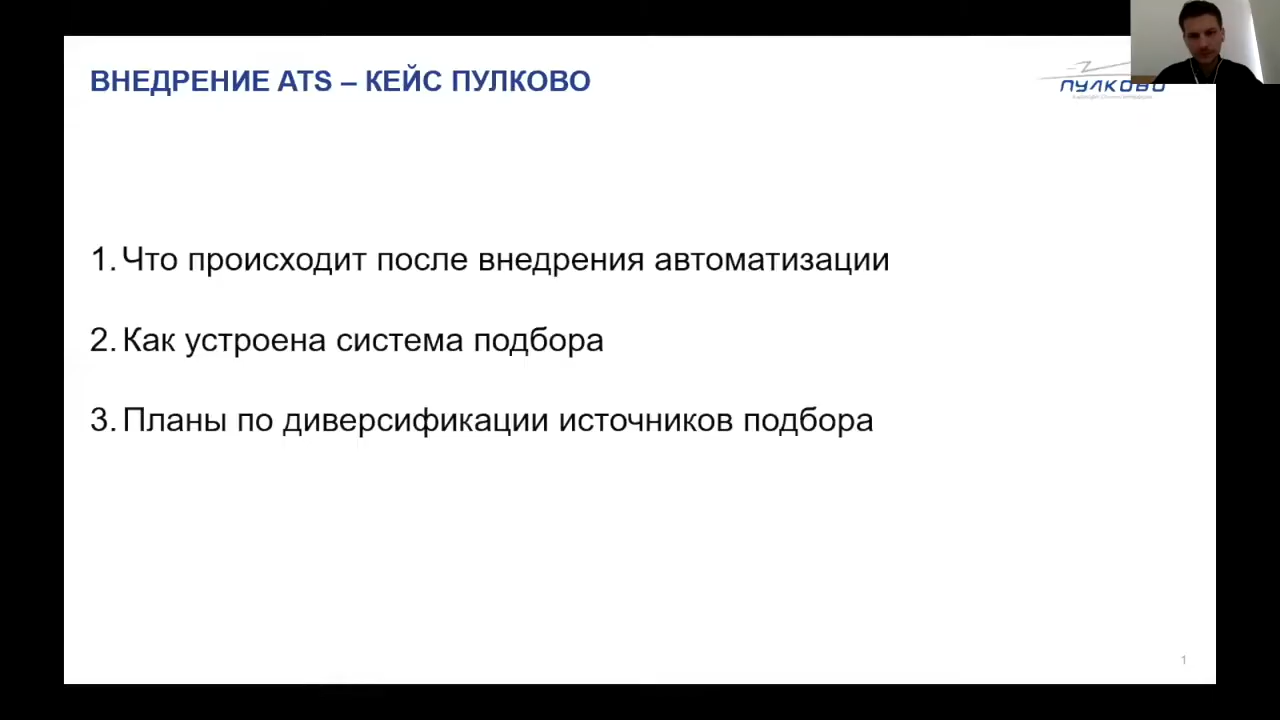 ВНЕДРЕНИЕ ATS – КЕЙС ПУЛКОВО
ПУЛКОВО
1. Что происходит после внедрения автоматизации
2. Как устроена система подбора
3. Планы по диверсификации источников подбора
1